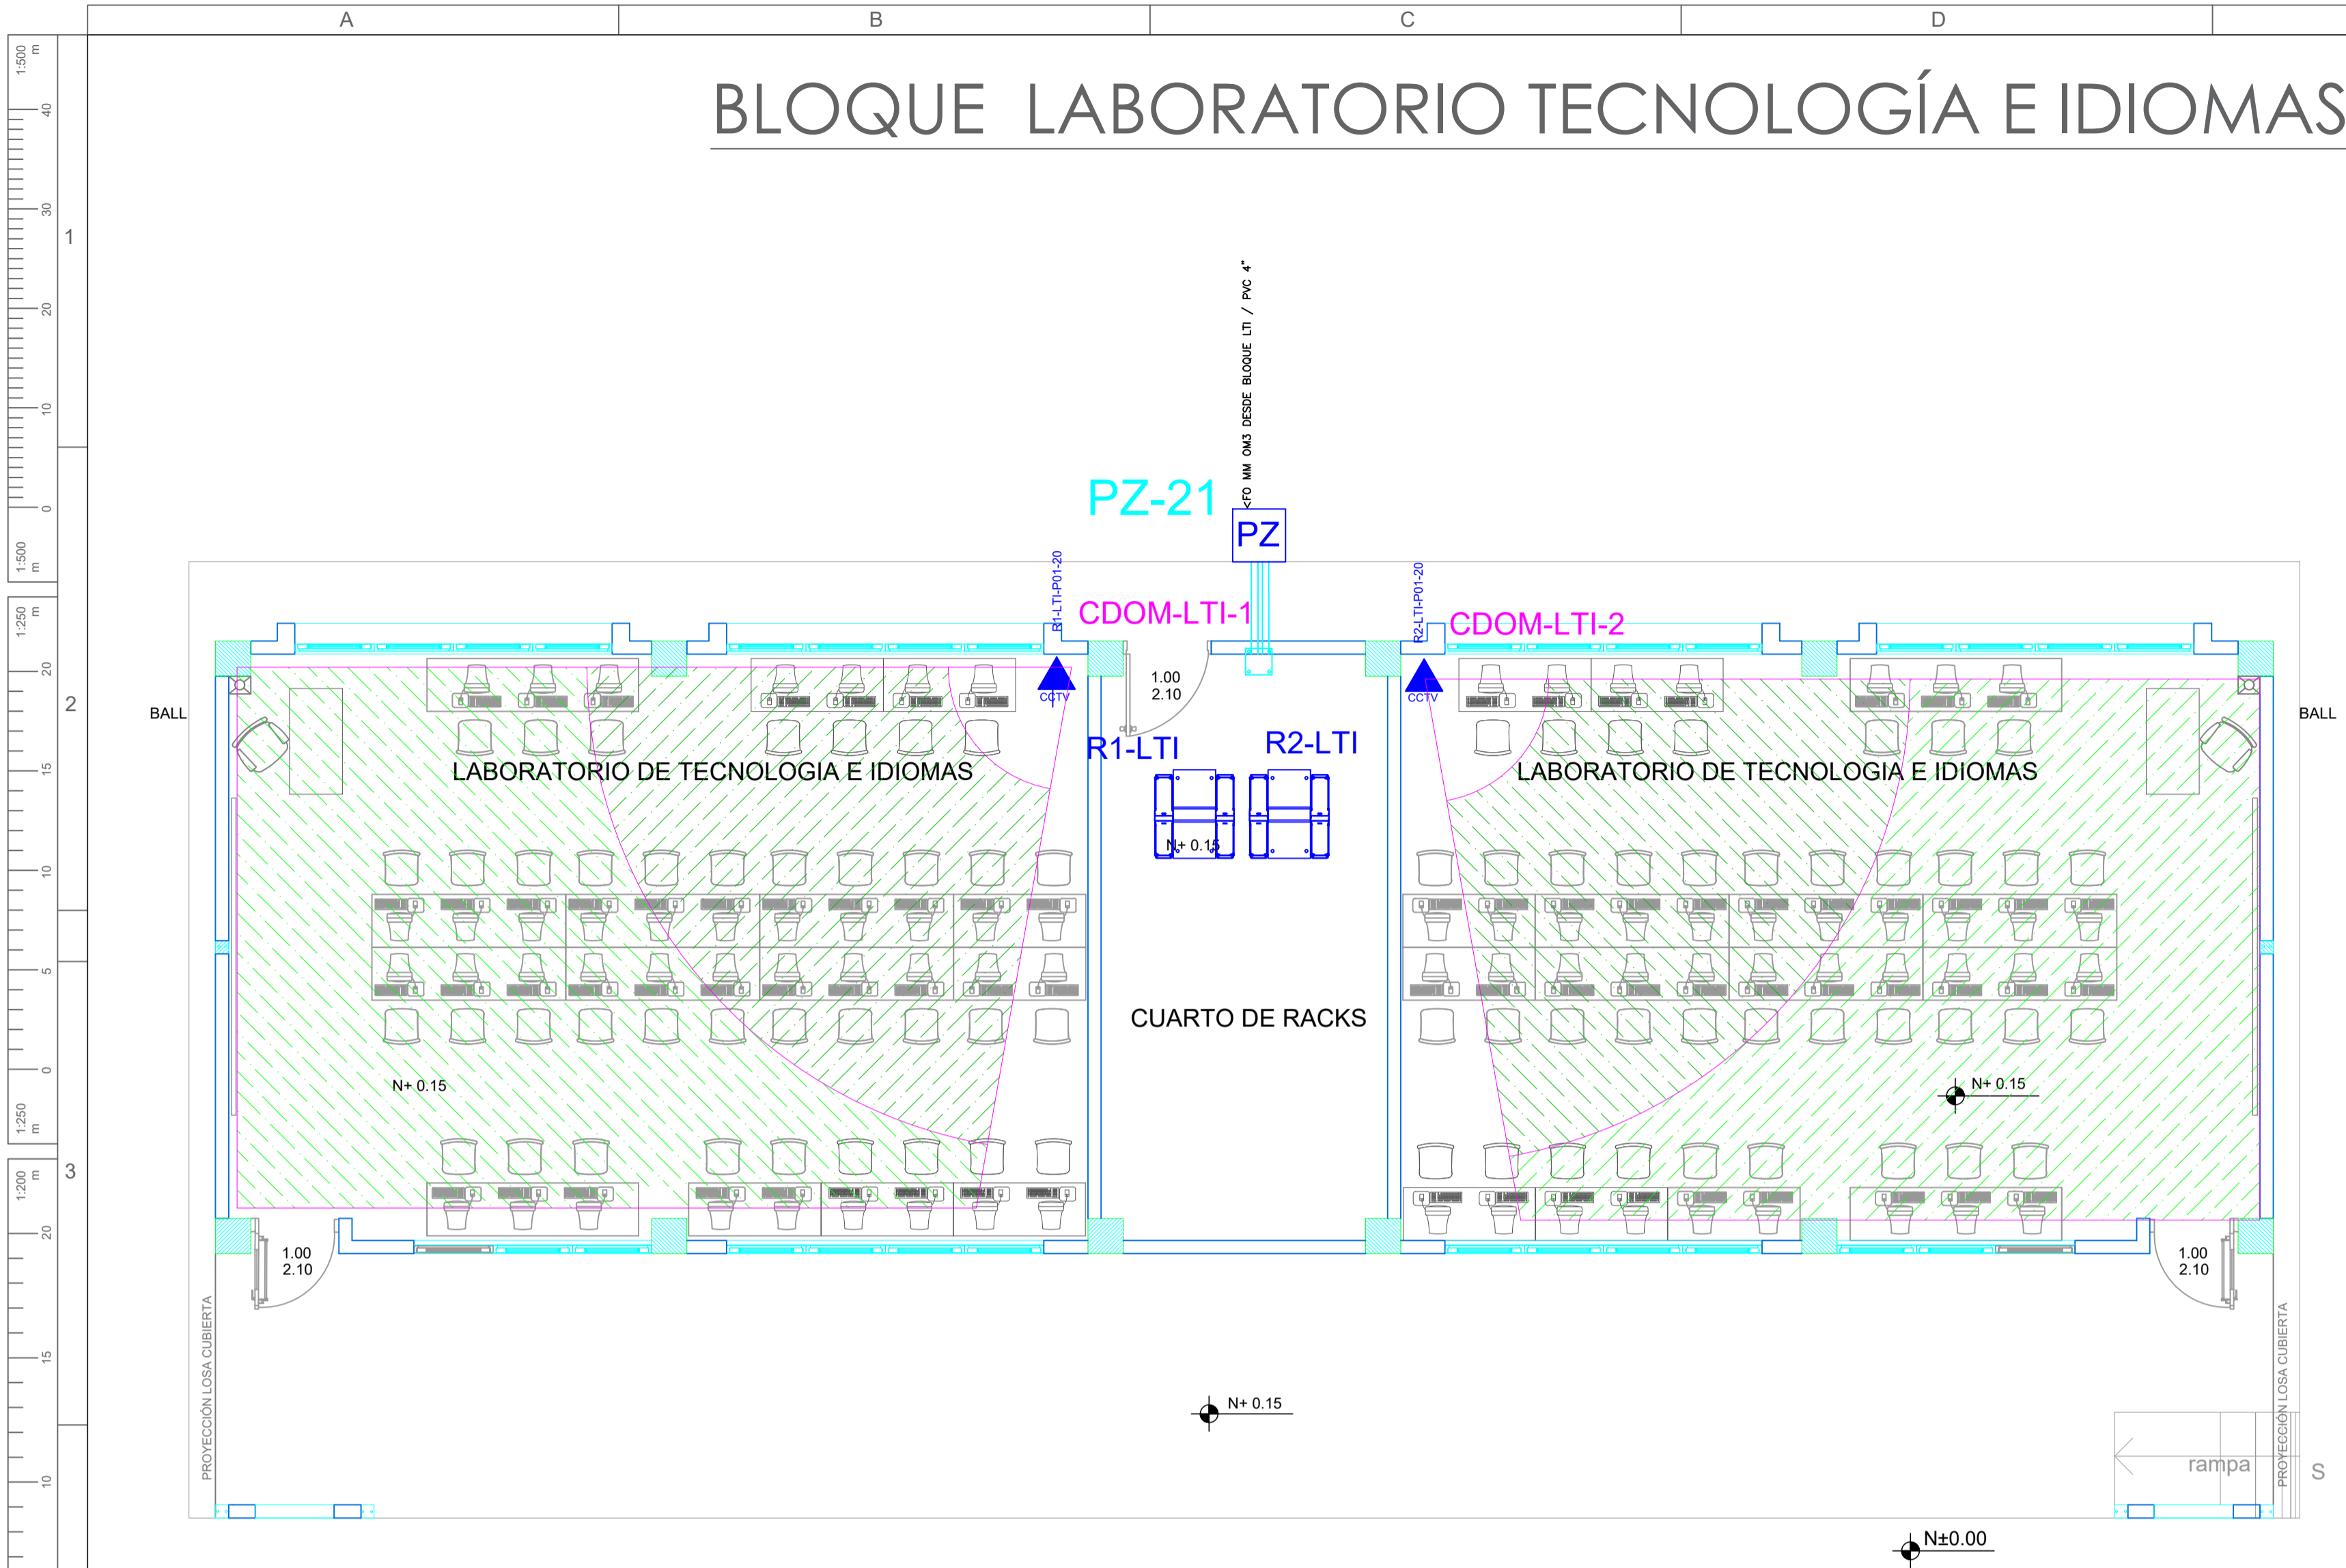 A
B
C
D
BLOQUE LABORATORIO TECNOLOGÍA E IDIOMAS
1:500
m
40
30
20
10
0
1:500
m
1:250
m
20
15
10
5
0
1:250
m
1:200
m
20
15
10
1
2
3
<FO MM OM3 DESDE BLOQUE LTI / PVC 4"
PZ-21
PZ
R1-LTI-P01-20
CDOM-LTI-1
R2-LTI-P01-20
CDOM-LTI-2
CCTV
CCTV
1.00
2.10
BALL
BALL
R1-LTI
R2-LTI
LABORATORIO DE TECNOLOGIA E IDIOMAS
LABORATORIO DE TECNOLOGIA E IDIOMAS
N+ 0.15
CUARTO DE RACKS
N+ 0.15
N+ 0.15
1.00
2.10
1.00
2.10
PROYECCIÓN LOSA CUBIERTA
PROYECCIÓN LOSA CUBIERTA
N+ 0.15
rampa
S
N±0.00